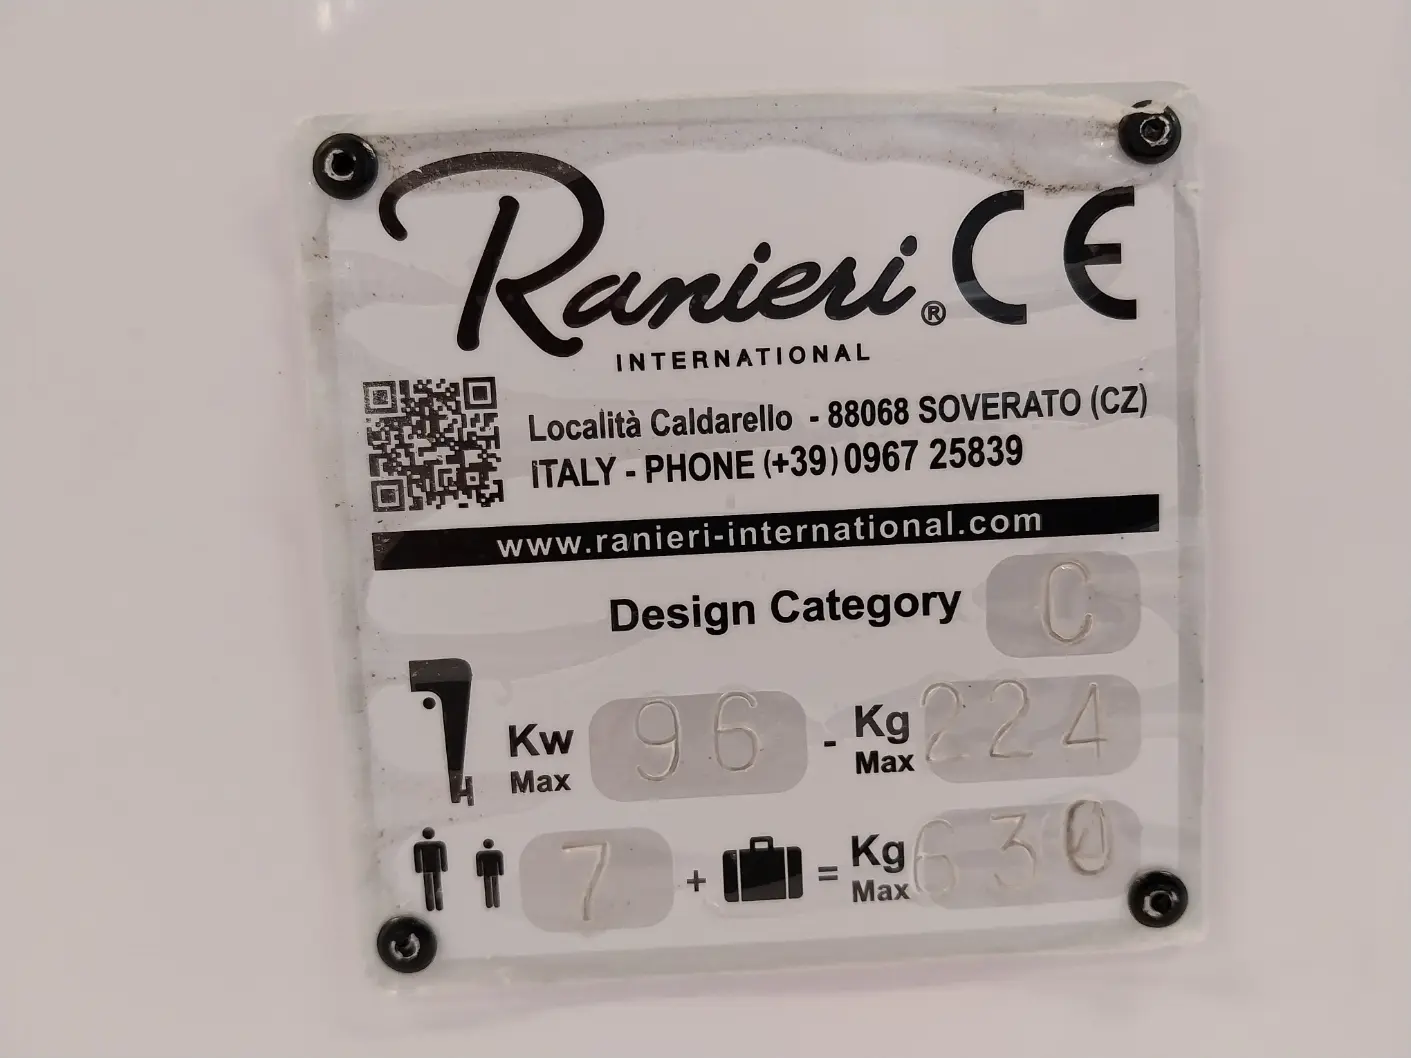 Ranieri® CE
INTERNATIONAL
Località Caldarello - 88068 SOVERATO (CZ)
ITALY - PHONE (+39) 0967 25839
www.ranieri-international.com
Design Category C
Kw Max 96 - Kg Max 224
7 + = Kg Max 630